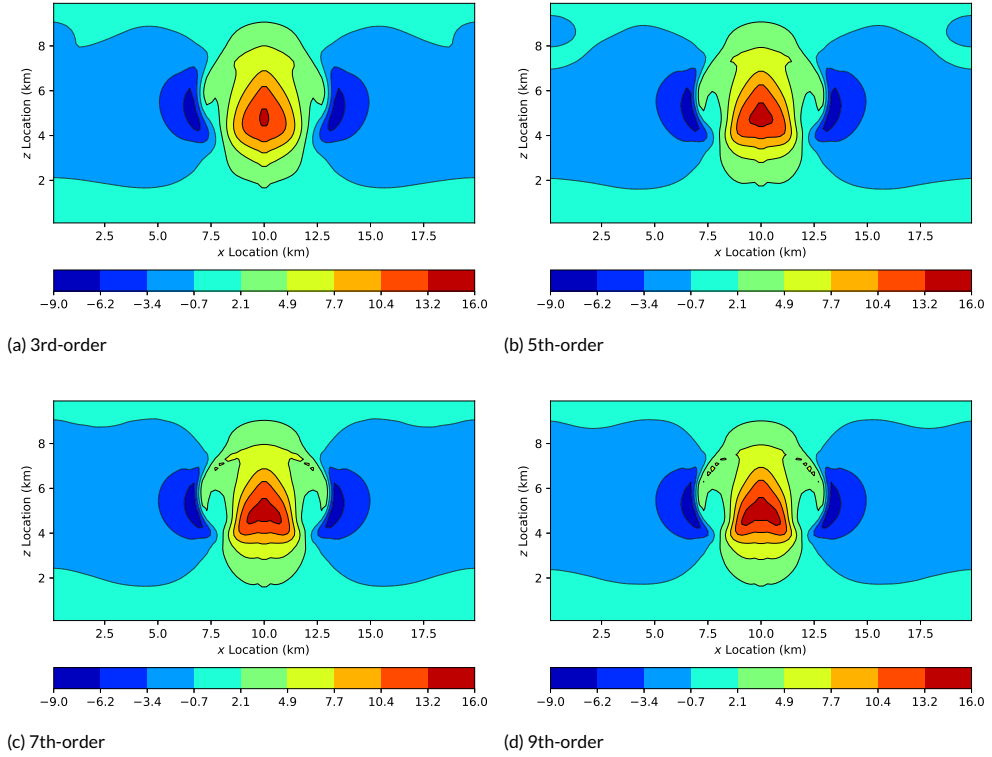 8
6
4
2
z Location (km)
2.5 5.0 7.5 10.0 12.5 15.0 17.5
x Location (km)
−9.0 −6.2 −3.4 −0.7 2.1 4.9 7.7 10.4 13.2 16.0
(a) 3rd-order
8
6
4
2
z Location (km)
2.5 5.0 7.5 10.0 12.5 15.0 17.5
x Location (km)
−9.0 −6.2 −3.4 −0.7 2.1 4.9 7.7 10.4 13.2 16.0
(b) 5th-order
8
6
4
2
z Location (km)
2.5 5.0 7.5 10.0 12.5 15.0 17.5
x Location (km)
−9.0 −6.2 −3.4 −0.7 2.1 4.9 7.7 10.4 13.2 16.0
(c) 7th-order
8
6
4
2
z Location (km)
2.5 5.0 7.5 10.0 12.5 15.0 17.5
x Location (km)
−9.0 −6.2 −3.4 −0.7 2.1 4.9 7.7 10.4 13.2 16.0
(d) 9th-order